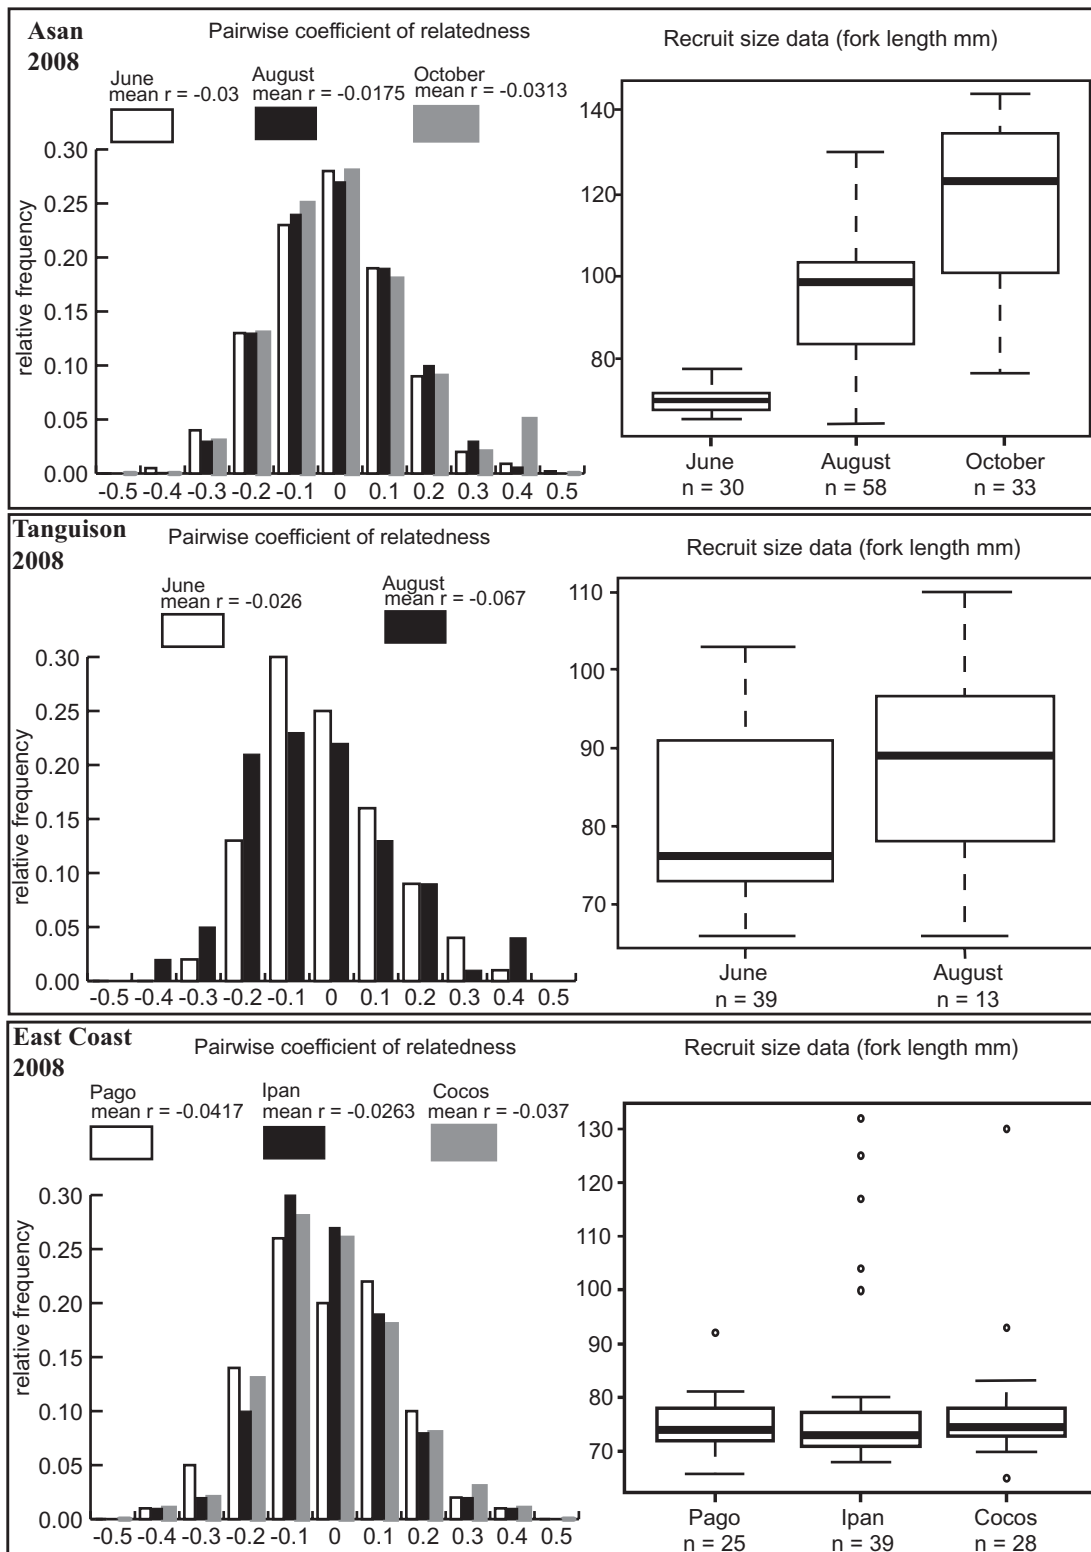 Asan
2008
Pairwise coefficient of relatedness
Recruit size data (fork length mm)
June
mean r = -0.03
August
mean r = -0.0175
October
mean r = -0.0313
relative frequency
0.30
0.25
0.20
0.15
0.10
0.05
0.00
-0.5 -0.4 -0.3 -0.2 -0.1 0 0.1 0.2 0.3 0.4 0.5
140
120
100
80
June August October
n = 30 n = 58 n = 33
Tanguison
2008
Pairwise coefficient of relatedness
Recruit size data (fork length mm)
June
mean r = -0.026
August
mean r = -0.067
relative frequency
0.30
0.25
0.20
0.15
0.10
0.05
0.00
-0.5 -0.4 -0.3 -0.2 -0.1 0 0.1 0.2 0.3 0.4 0.5
110
100
90
80
70
June August
n = 39 n = 13
East Coast
2008
Pairwise coefficient of relatedness
Recruit size data (fork length mm)
Pago
mean r = -0.0417
Ipan
mean r = -0.0263
Cocos
mean r = -0.037
relative frequency
0.30
0.25
0.20
0.15
0.10
0.05
0.00
-0.5 -0.4 -0.3 -0.2 -0.1 0 0.1 0.2 0.3 0.4 0.5
130
120
110
100
90
80
70
Pago Ipan Cocos
n = 25 n = 39 n = 28